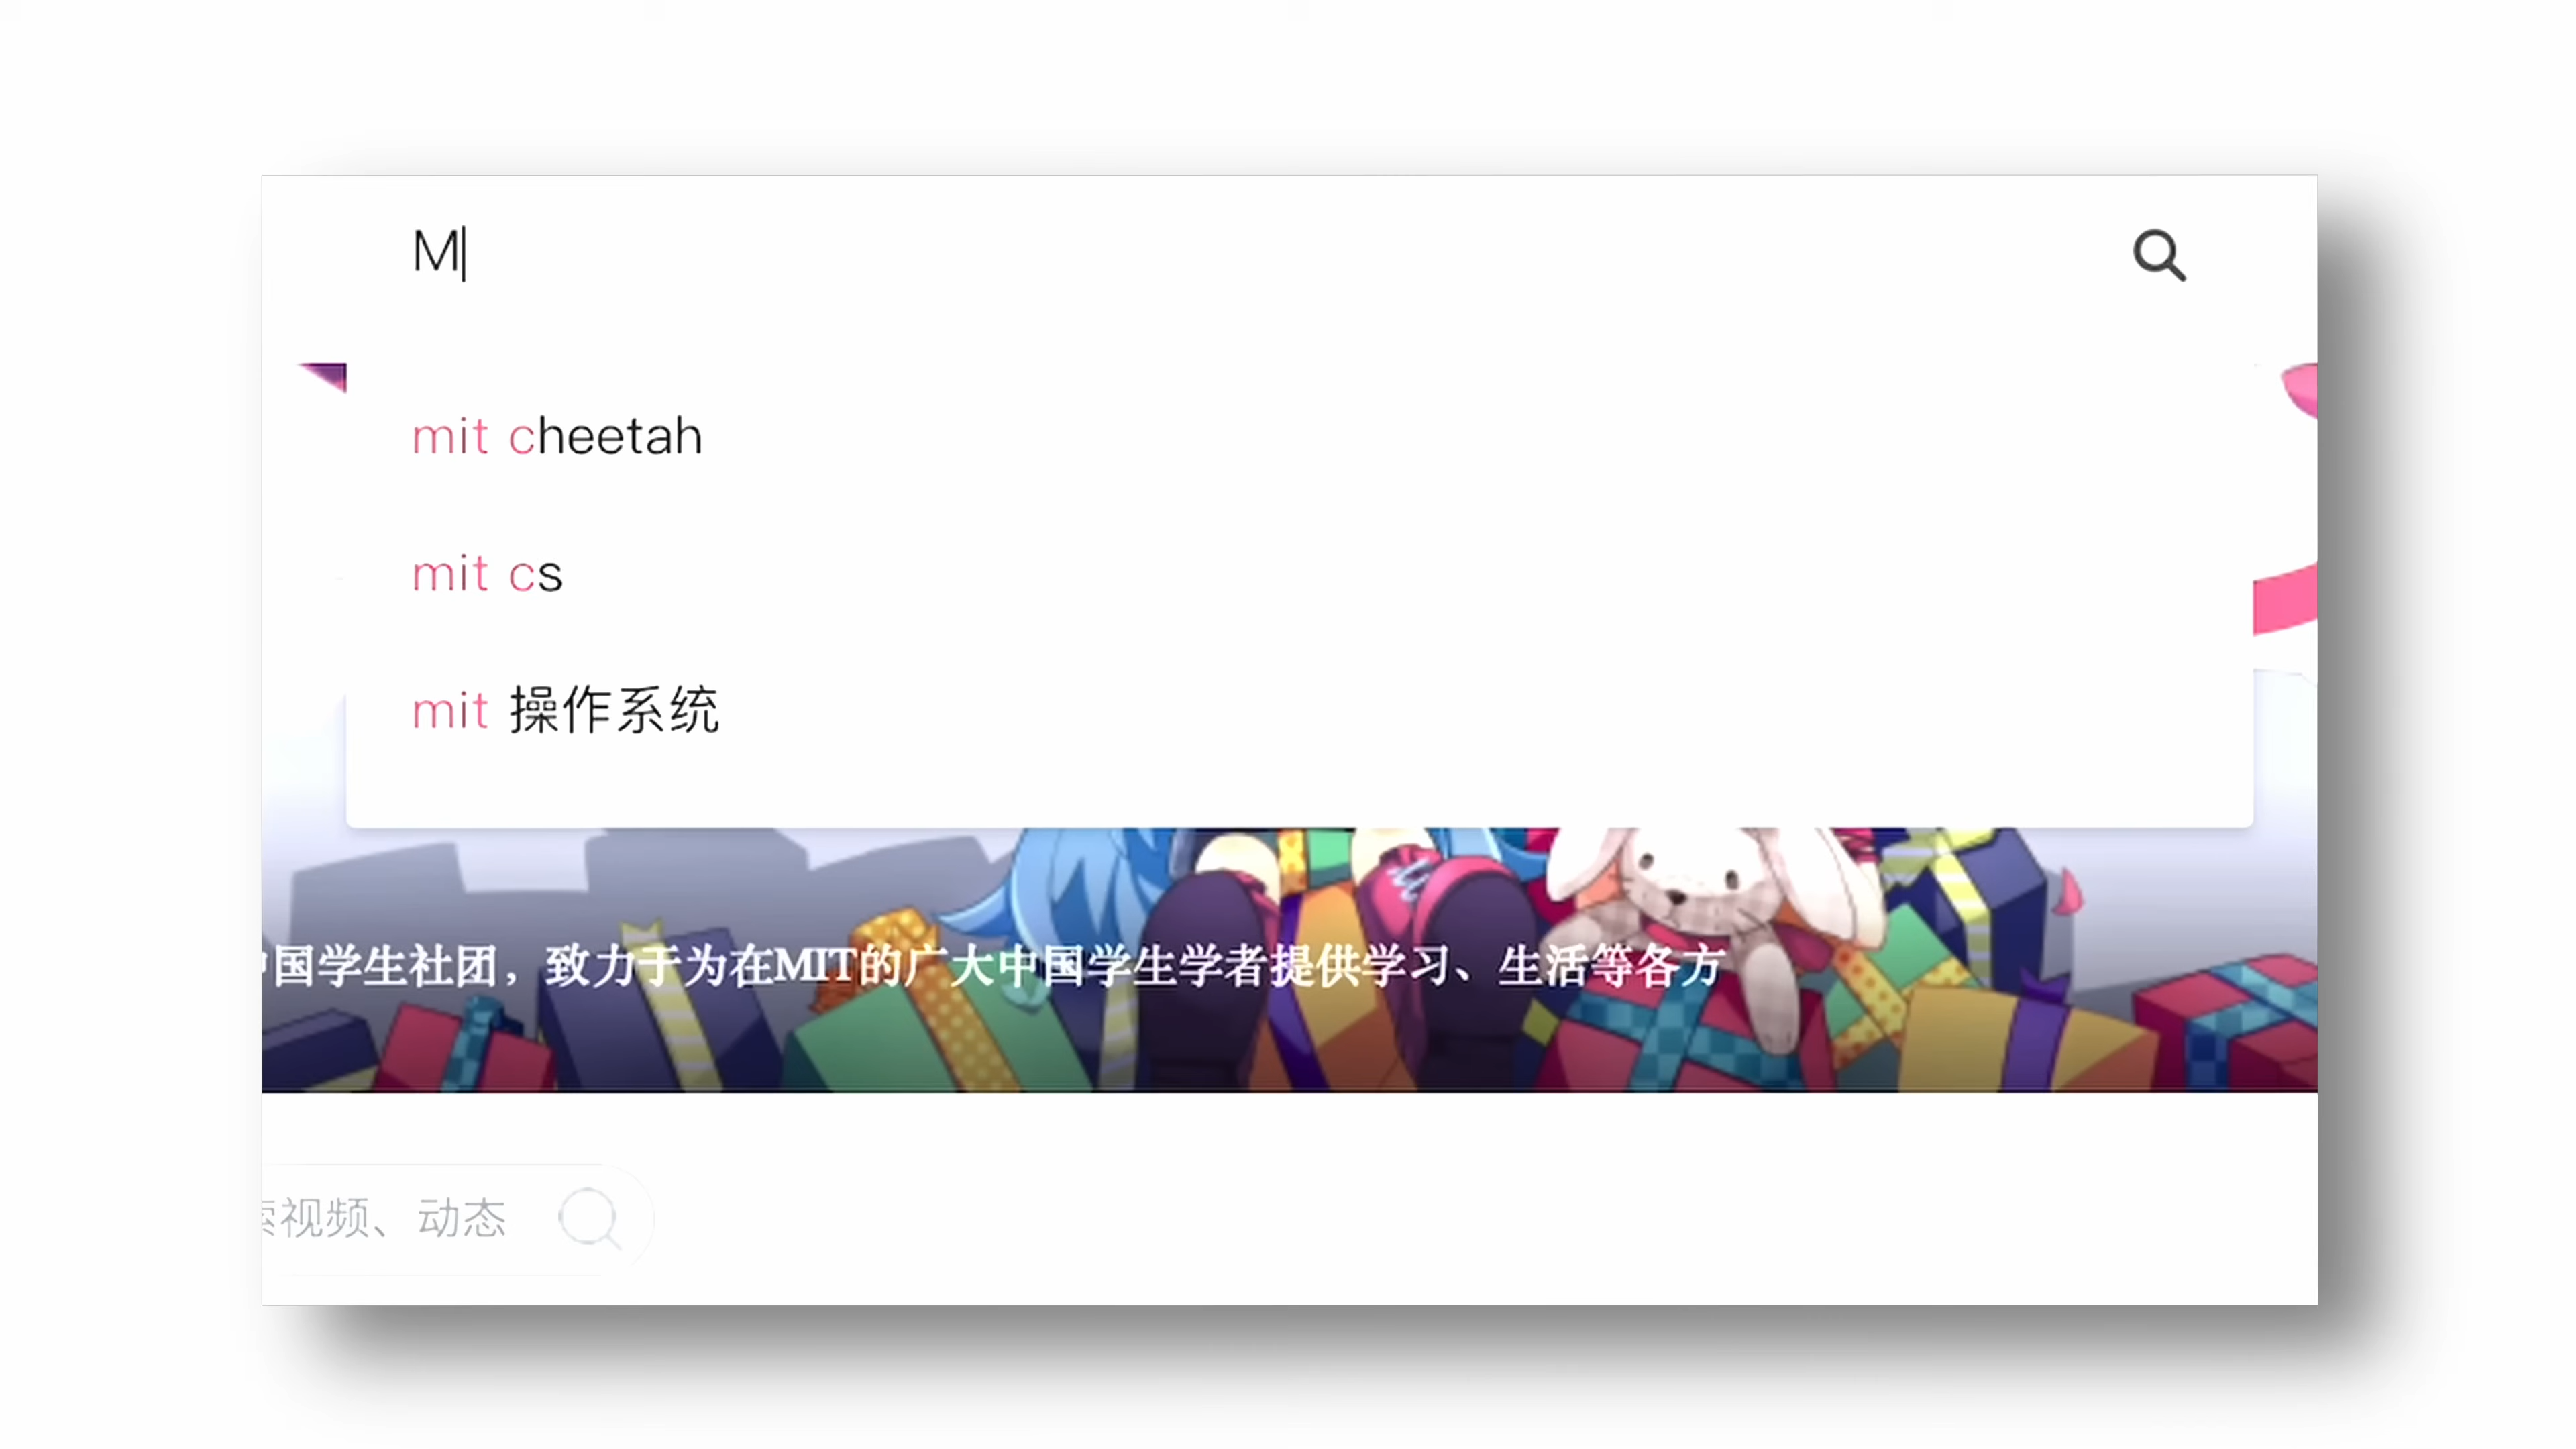 M
mit cheetah
mit cs
mit 操作系统
国学生社团，致力于为在MIT的广大中国学生学者提供学习、生活等各方
视频、动态